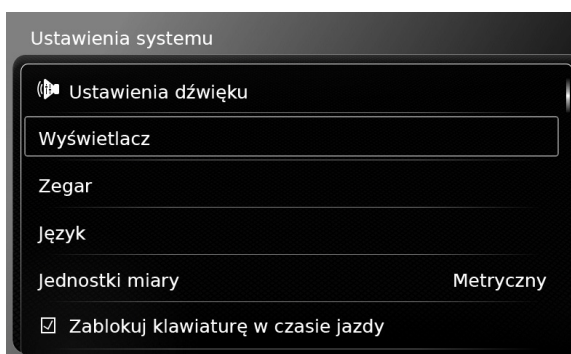 Ustawienia systemu
Ustawienia dźwięku
Wyświetlacz
Zegar
Język
Jednostki miary Metryczny
Zablokuj klawiaturę w czasie jazdy